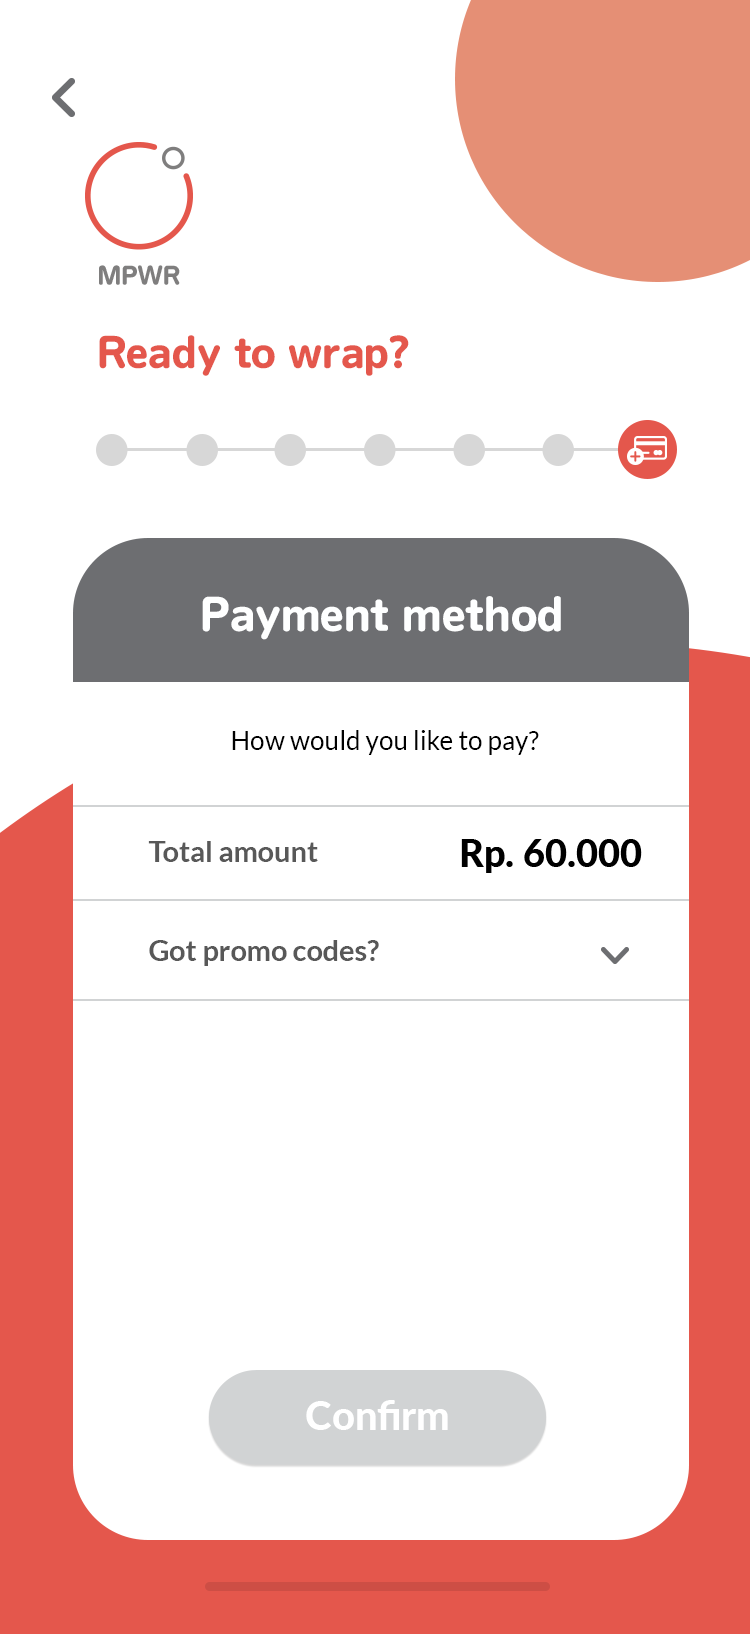 MPWR
Ready to wrap?
Payment method
How would you like to pay?
Total amount Rp. 60.000
Got promo codes?
Confirm